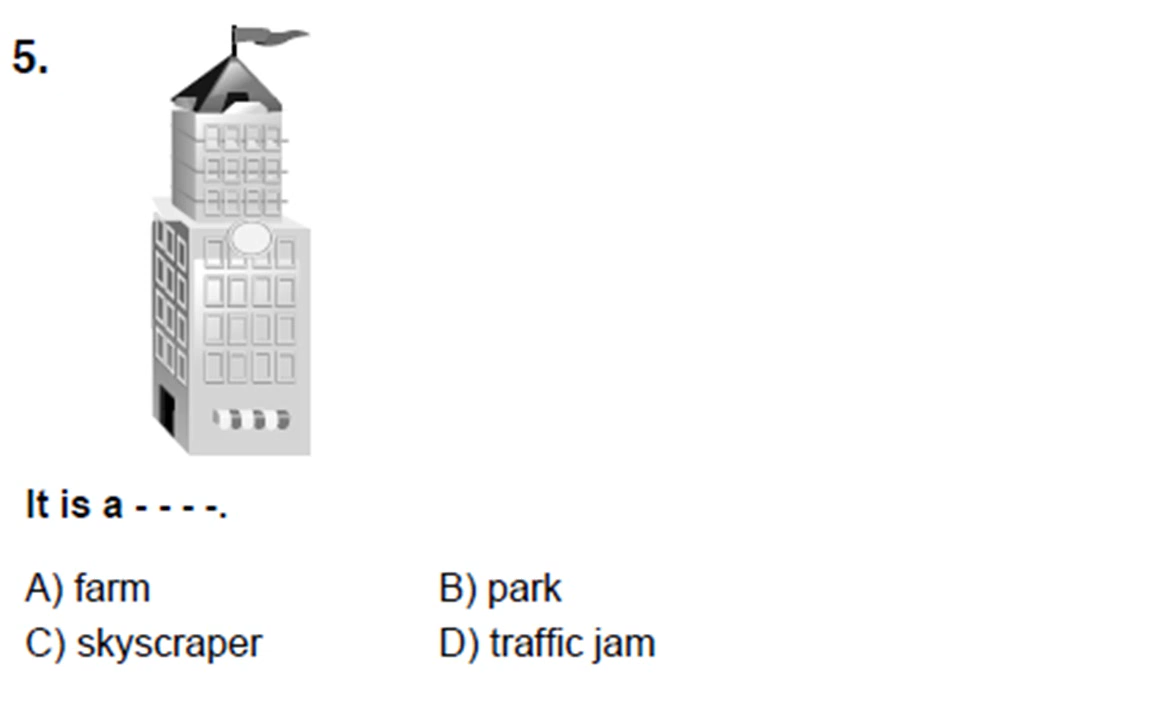 5.
It is a - - - -.
A) farm B) park
C) skyscraper D) traffic jam